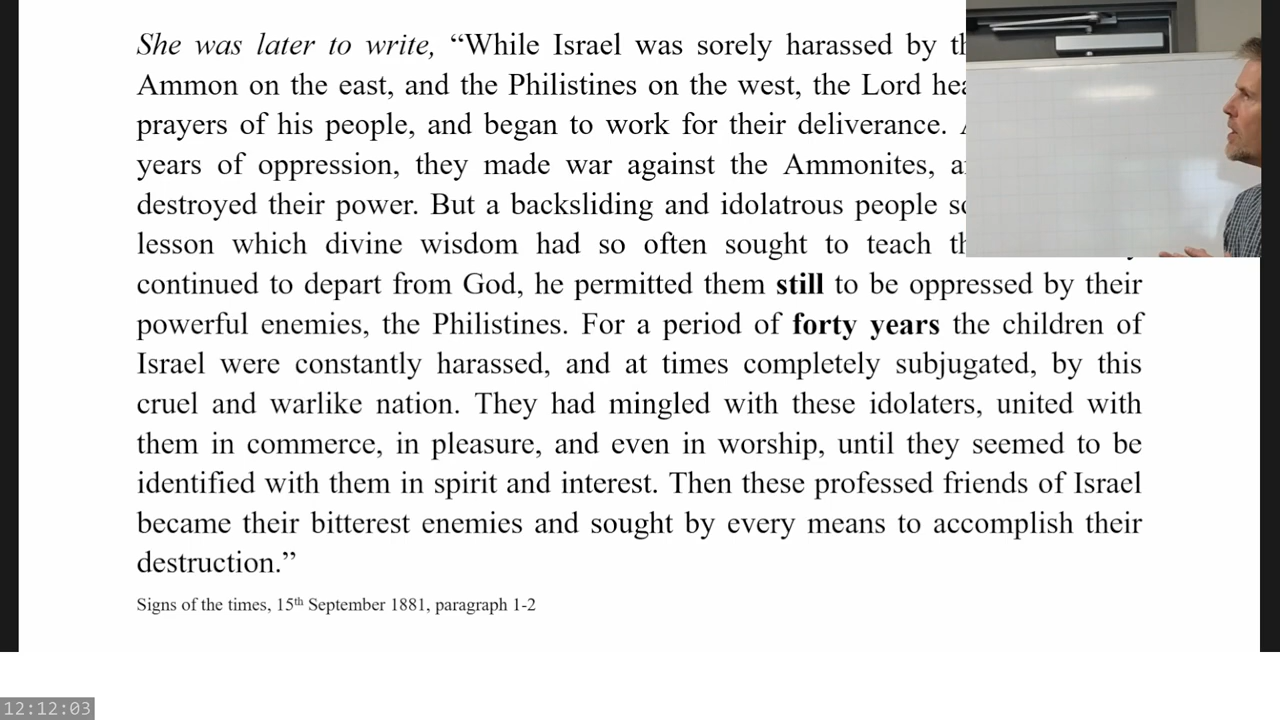 She was later to write, “While Israel was sorely harassed by
Ammon on the east, and the Philistines on the west, the Lord
prayers of his people, and began to work for their deliverance.
years of oppression, they made war against the Ammonites,
destroyed their power. But a backsliding and idolatrous people
lesson which divine wisdom had so often sought to teach
continued to depart from God, he permitted them still to be oppressed by their
powerful enemies, the Philistines. For a period of forty years the children of
Israel were constantly harassed, and at times completely subjugated, by this
cruel and warlike nation. They had mingled with these idolaters, united with
them in commerce, in pleasure, and even in worship, until they seemed to be
identified with them in spirit and interest. Then these professed friends of Israel
became their bitterest enemies and sought by every means to accomplish their
destruction.”
Signs of the times, 15th September 1881, paragraph 1-2
12:12:03